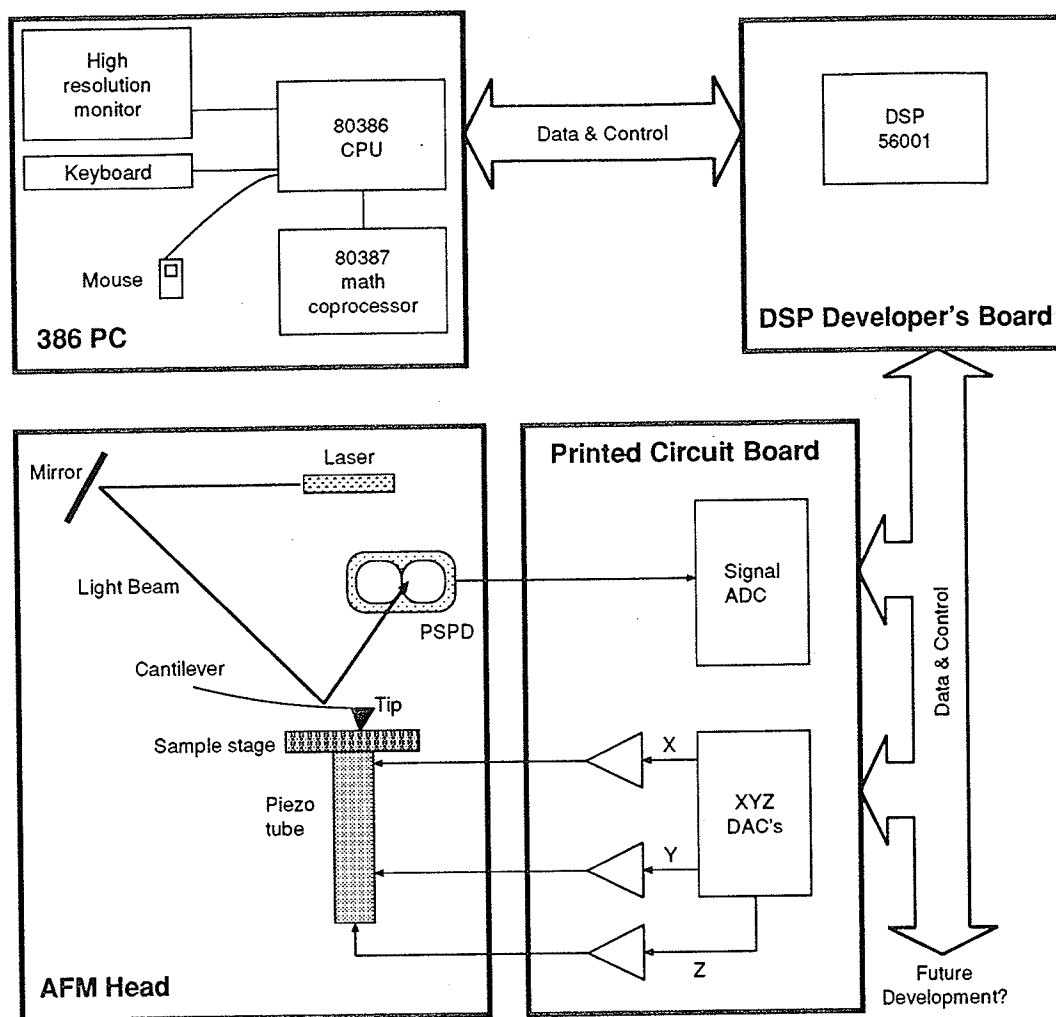 High
resolution
monitor
Keyboard
Mouse
80386
CPU
80387
math
coprocessor
386 PC
Data & Control
DSP
56001
DSP Developer's Board
Mirror
Laser
Light Beam
PSPD
Cantilever
Tip
Sample stage
Piezo
tube
AFM Head
Printed Circuit Board
Signal
ADC
X
Y
Z
XYZ
DAC's
Data & Control
Future
Development?